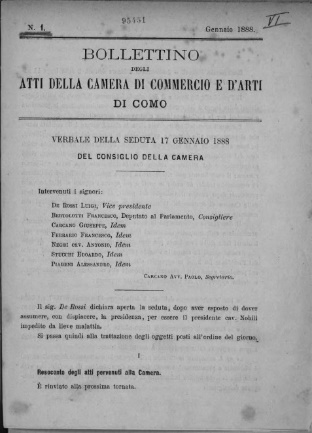 95451
N. 1.
Gennaio 1888.
VI
BOLLETTINO
DEGLI
ATTI DELLA CAMERA DI COMMERCIO E D'ARTI
DI COMO
VERBALE DELLA SEDUTA 17 GENNAIO 1888
DEL CONSIGLIO DELLA CAMERA
Intervenuti i signori:
DE ROSSI LUIGI, Vice presidente
BERTOLOTTI FRANCESCO, Deputato al Parlamento, Consigliere
CARCANO GIUSEPPE, Idem
FERRARIO FRANCESCO, Idem
NEGRI cav. ANTONIO, Idem
STUCCHI EDOARDO, Idem
PIADENI ALESSANDRO, Idem
CARCANO AVV. PAOLO, Segretario.
Il sig. De Rossi dichiara aperta la seduta, dopo aver esposto di dover
assumere, con dispiacere, la presidenza, per essere il presidente cav. Nobili
impedito da lieve malattia.
Si passa quindi alla trattazione degli oggetti posti all'ordine del giorno.
I
Resoconto degli atti pervenuti alla Camera.
È rinviato alla prossima tornata.